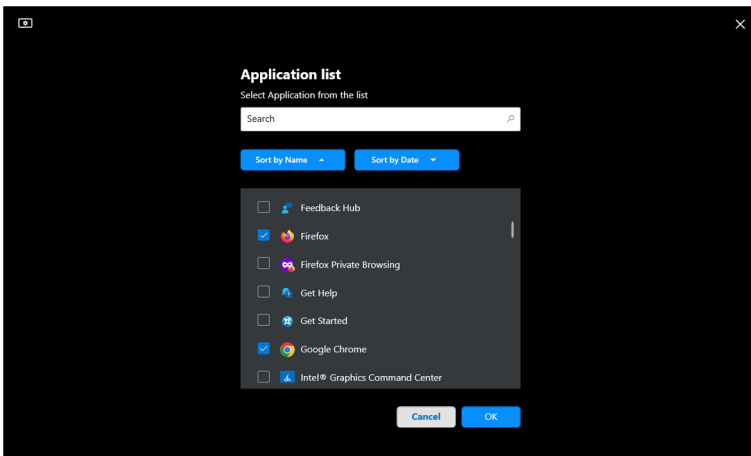 Application list
Select Application from the list
Search
Sort by Name
Sort by Date
Feedback Hub
Firefox
Firefox Private Browsing
Get Help
Get Started
Google Chrome
Intel® Graphics Command Center
Cancel
OK